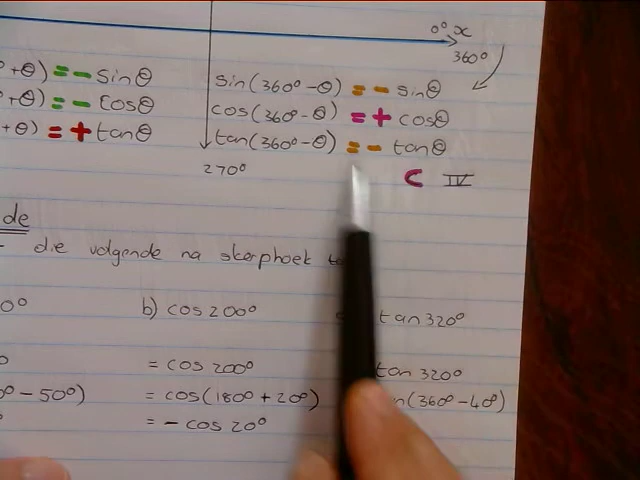 0° x
360°
°+θ) = - sinθ
°+θ) = - cosθ
+θ) = + tanθ
sin(360°-θ) = - sinθ
cos(360°-θ) = + cosθ
tan(360°-θ) = - tanθ
270°
C IV
de
die volgende na skerphoek
0°
b) cos 200°
tan 320°
= cos 200°
tan 320°
0° - 50°)
= cos(180° + 20°)
n(360° - 40°)
= - cos 20°